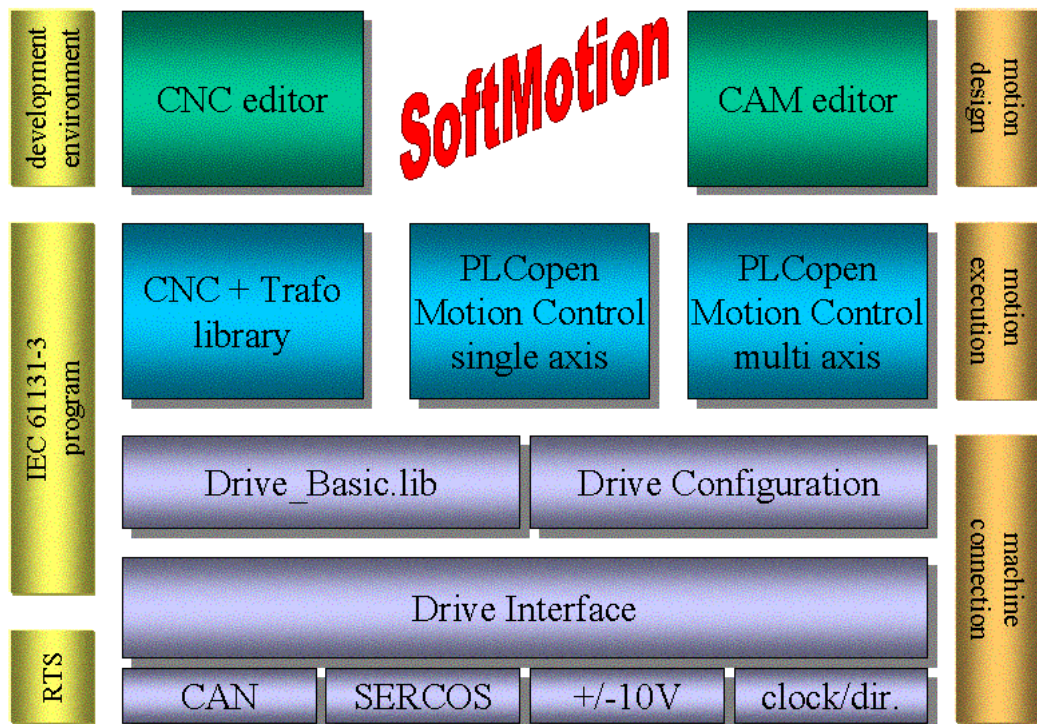 development
environment
CNC editor
SoftMotion
CAM editor
motion
design
IEC 61131-3
program
CNC + Trafo
library
PLCopen
Motion Control
single axis
PLCopen
Motion Control
multi axis
motion
execution
Drive_Basic.lib
Drive Configuration
machine
connection
Drive Interface
RTS
CAN
SERCOS
+/-10V
clock/dir.